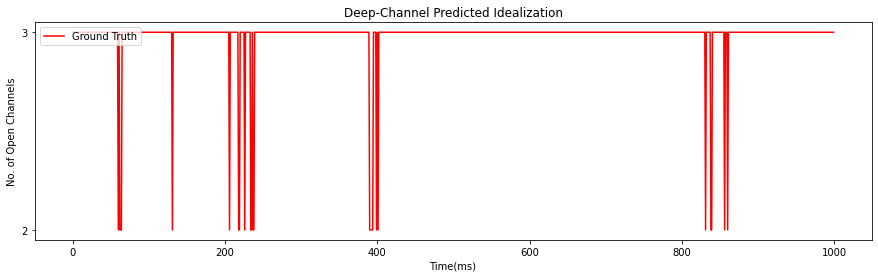 Deep-Channel Predicted Idealization
Ground Truth
No. of Open Channels
3
2
0 200 400 600 800 1000
Time(ms)